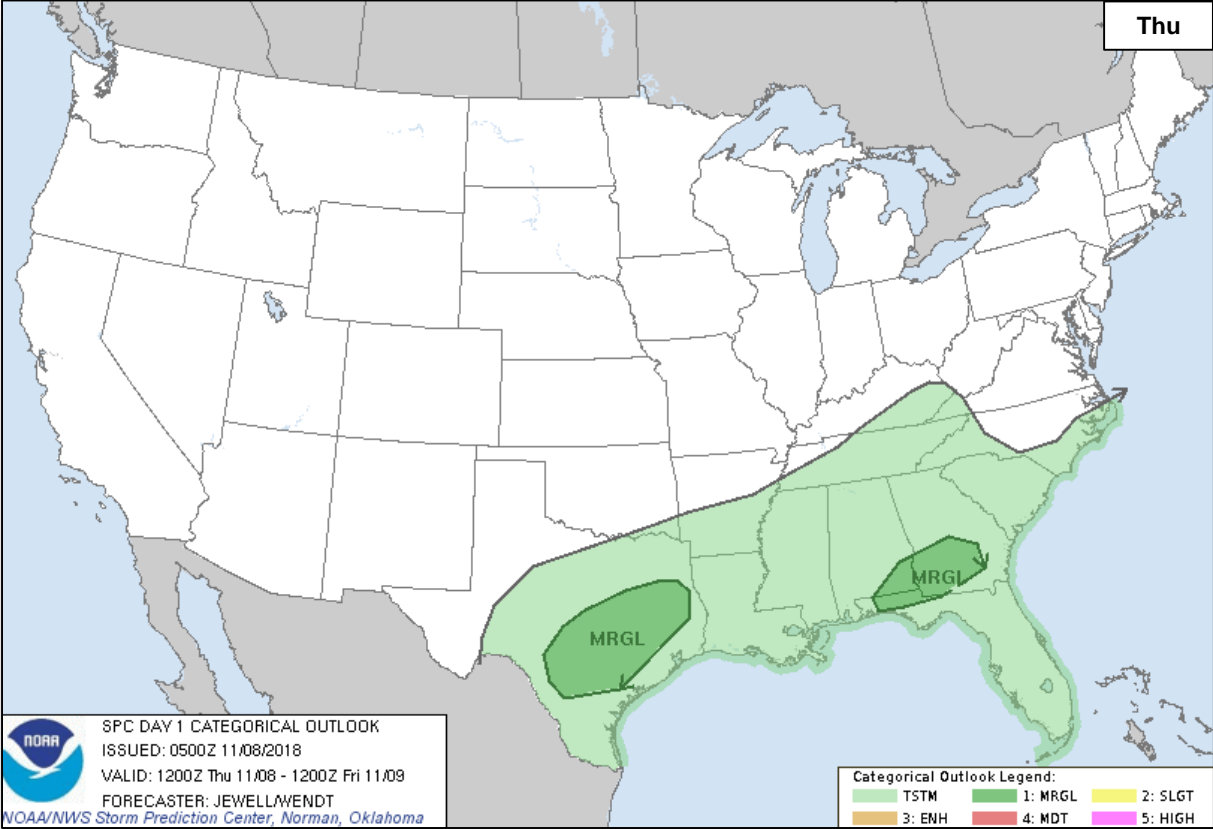 Thu
MRGL
MRGL
NOAA
SPC DAY 1 CATEGORICAL OUTLOOK
ISSUED: 0500Z 11/08/2018
VALID: 1200Z Thu 11/08 - 1200Z Fri 11/09
FORECASTER: JEWELL/WENDT
NOAA/NWS Storm Prediction Center, Norman, Oklahoma
Categorical Outlook Legend:
TSTM 1: MRGL 2: SLGT
3: ENH 4: MDT 5: HIGH